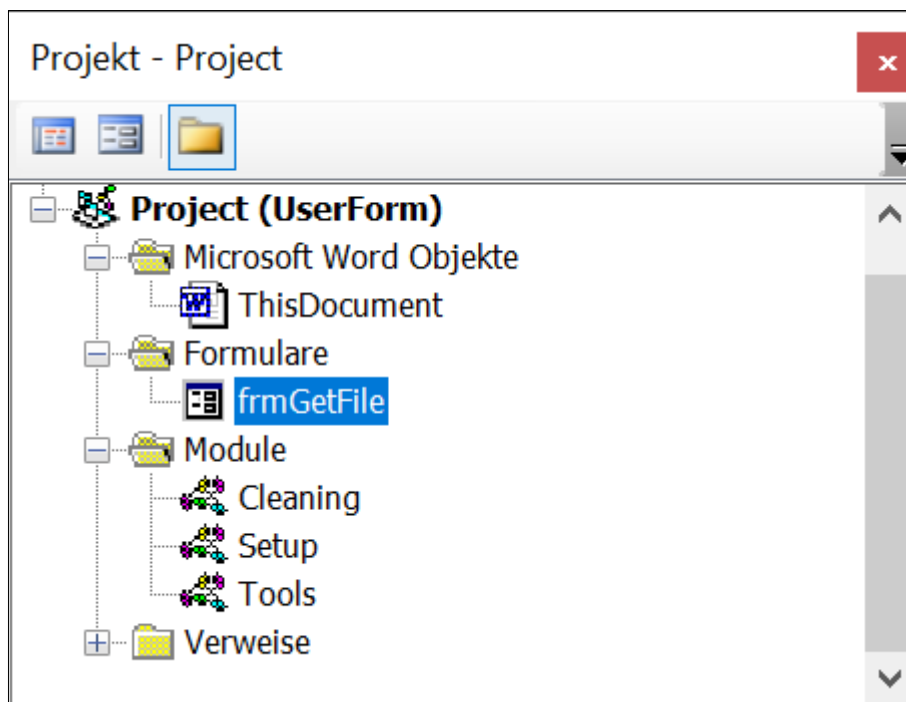 Projekt - Project
x
Project (UserForm)
Microsoft Word Objekte
ThisDocument
Formulare
frmGetFile
Module
Cleaning
Setup
Tools
Verweise